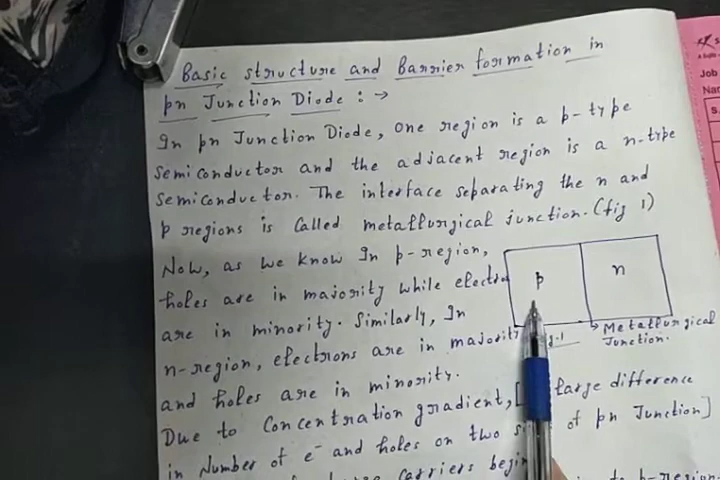 Basic structure and Barrier formation in
pn Junction Diode : →
In pn Junction Diode, one region is a p-type
semiconductor and the adjacent region is a n-type
semiconductor. The interface separating the n and
p regions is called metallurgical junction. (fig 1)
Now, as we know In p-region,
holes are in majority while
are in minority. Similarly, In
n-region, electrons are in majority
and holes are in minority.
Due to Concentration gradient, [ large difference
in Number of e⁻ and holes on two of pn Junction]
carriers
p
n
→ Metallurgical
Junction.
Job